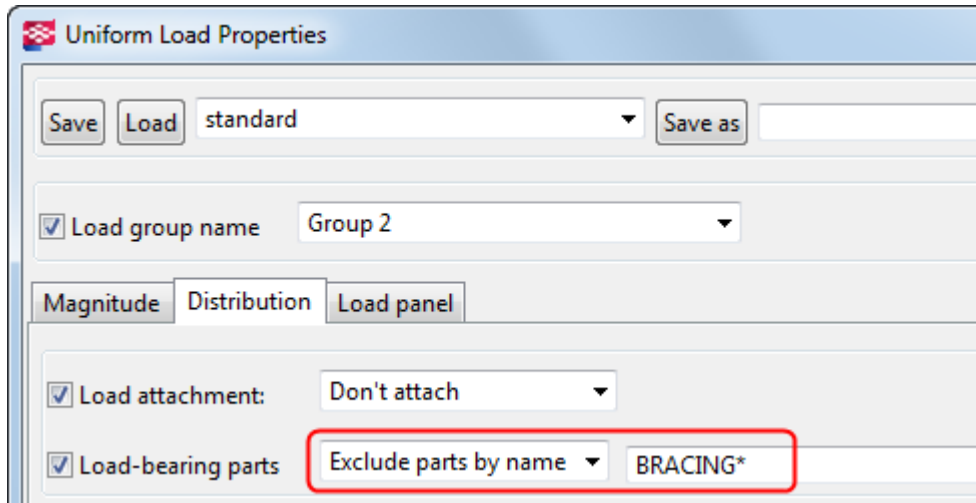 Uniform Load Properties
Save Load standard Save as
Load group name Group 2
Magnitude Distribution Load panel
Load attachment: Don't attach
Load-bearing parts Exclude parts by name BRACING*